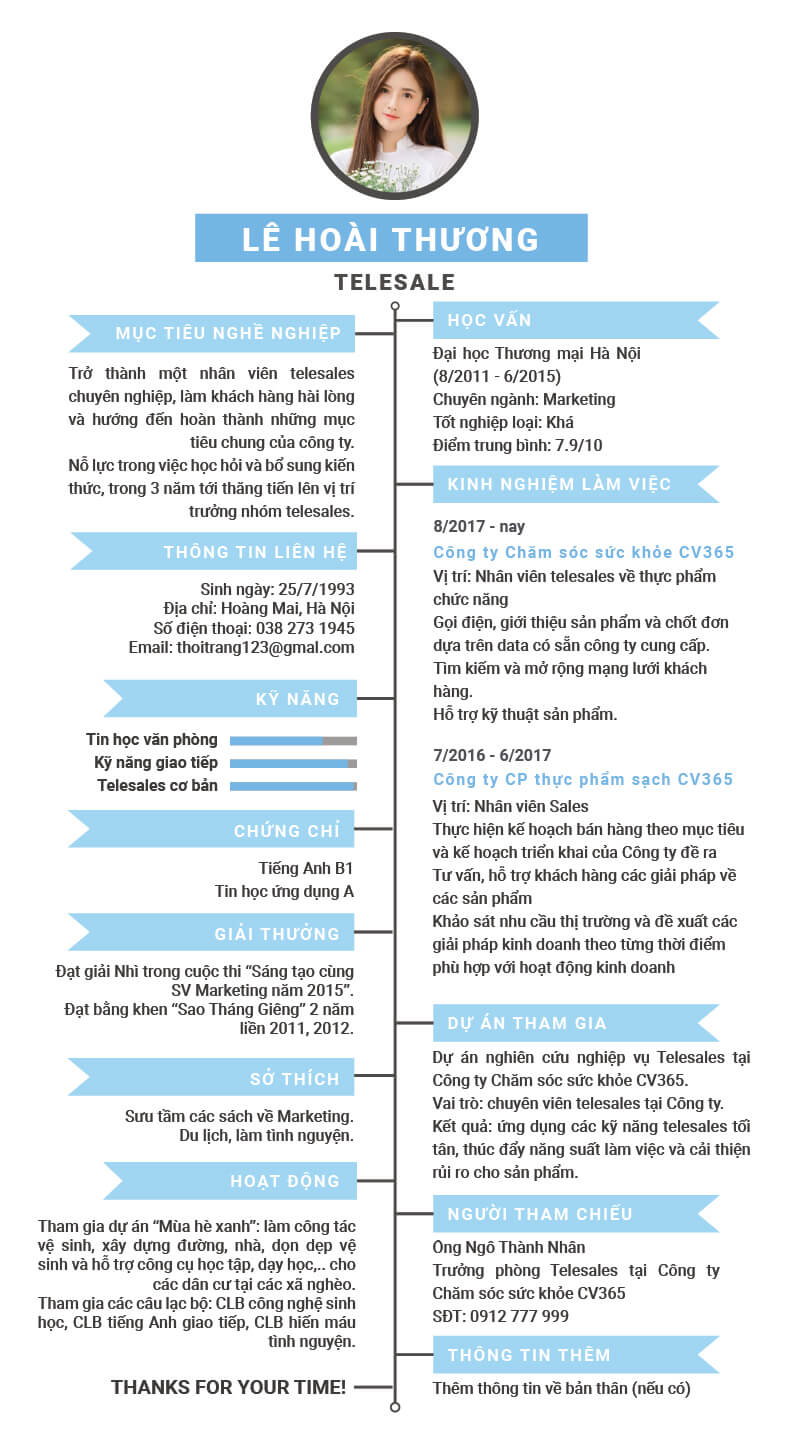 LÊ HOÀI THƯƠNG
TELESALE
MỤC TIÊU NGHỀ NGHIỆP
Trở thành một nhân viên telesales
chuyên nghiệp, làm khách hàng hài lòng
và hướng đến hoàn thành những mục
tiêu chung của công ty.
Nỗ lực trong việc học hỏi và bổ sung kiến
thức, trong 3 năm tới thăng tiến lên vị trí
trưởng nhóm telesales.
THÔNG TIN LIÊN HỆ
Sinh ngày: 25/7/1993
Địa chỉ: Hoàng Mai, Hà Nội
Số điện thoại: 038 273 1945
Email: thoitrang123@gmal.com
KỸ NĂNG
Tin học văn phòng
Kỹ năng giao tiếp
Telesales cơ bản
CHỨNG CHỈ
Tiếng Anh B1
Tin học ứng dụng A
GIẢI THƯỞNG
Đạt giải Nhì trong cuộc thi “Sáng tạo cùng
SV Marketing năm 2015”.
Đạt bằng khen “Sao Tháng Giêng” 2 năm
liền 2011, 2012.
SỞ THÍCH
Sưu tầm các sách về Marketing.
Du lịch, làm tình nguyện.
HOẠT ĐỘNG
Tham gia dự án “Mùa hè xanh”: làm công tác
vệ sinh, xây dựng đường, nhà, dọn dẹp vệ
sinh và hỗ trợ công cụ học tập, dạy học,.. cho
các dân cư tại các xã nghèo.
Tham gia các câu lạc bộ: CLB công nghệ sinh
học, CLB tiếng Anh giao tiếp, CLB hiến máu
tình nguyện.
THANKS FOR YOUR TIME!
HỌC VẤN
Đại học Thương mại Hà Nội
(8/2011 - 6/2015)
Chuyên ngành: Marketing
Tốt nghiệp loại: Khá
Điểm trung bình: 7.9/10
KINH NGHIỆM LÀM VIỆC
8/2017 - nay
Công ty Chăm sóc sức khỏe CV365
Vị trí: Nhân viên telesales về thực phẩm
chức năng
Gọi điện, giới thiệu sản phẩm và chốt đơn
dựa trên data có sẵn công ty cung cấp.
Tìm kiếm và mở rộng mạng lưới khách
hàng.
Hỗ trợ kỹ thuật sản phẩm.
7/2016 - 6/2017
Công ty CP thực phẩm sạch CV365
Vị trí: Nhân viên Sales
Thực hiện kế hoạch bán hàng theo mục tiêu
và kế hoạch triển khai của Công ty đề ra
Tư vấn, hỗ trợ khách hàng các giải pháp về
các sản phẩm
Khảo sát nhu cầu thị trường và đề xuất các
giải pháp kinh doanh theo từng thời điểm
phù hợp với hoạt động kinh doanh
DỰ ÁN THAM GIA
Dự án nghiên cứu nghiệp vụ Telesales tại
Công ty Chăm sóc sức khỏe CV365.
Vai trò: chuyên viên telesales tại Công ty.
Kết quả: ứng dụng các kỹ năng telesales tối
tân, thúc đẩy năng suất làm việc và cải thiện
rủi ro cho sản phẩm.
NGƯỜI THAM CHIẾU
Ông Ngô Thành Nhân
Trưởng phòng Telesales tại Công ty
Chăm sóc sức khỏe CV365
SĐT: 0912 777 999
THÔNG TIN THÊM
Thêm thông tin về bản thân (nếu có)